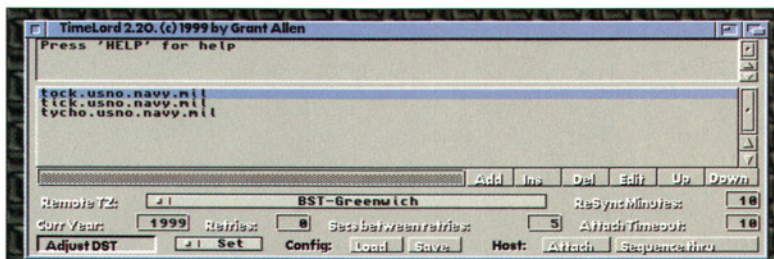 TimeLord 2.20. (c) 1999 by Grant Allen
Press 'HELP' for help
tock.usno.navy.mil
tick.usno.navy.mil
tycho.usno.navy.mil
Add Ins Del Edit Up Down
Remote TZ: BST-Greenwich ReSync Minutes: 10
Curr Year: 1999 Retries: 0 Secs between retries: 5 Attach Timeout: 10
Adjust DST Set Config: Load Save Host: Attach Sequence thru